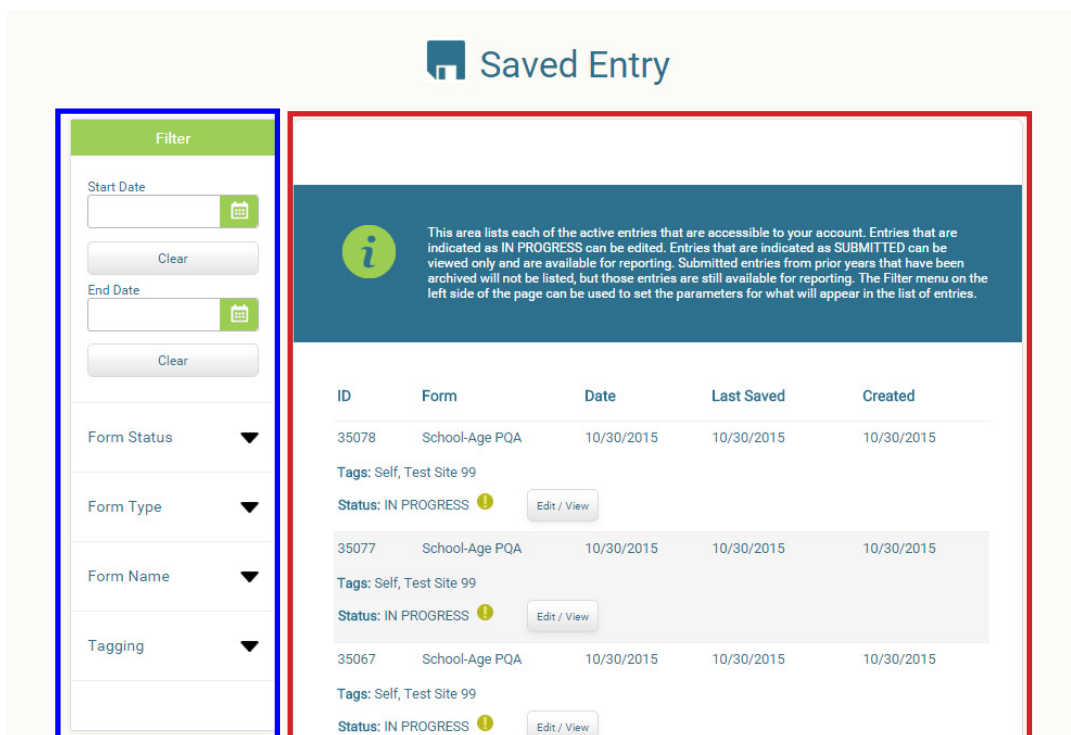 Saved Entry
Filter
Start Date
Clear
End Date
Clear
Form Status
Form Type
Form Name
Tagging
This area lists each of the active entries that are accessible to your account. Entries that are
indicated as IN PROGRESS can be edited. Entries that are indicated as SUBMITTED can be
viewed only and are available for reporting. Submitted entries from prior years that have been
archived will not be listed, but those entries are still available for reporting. The Filter menu on the
left side of the page can be used to set the parameters for what will appear in the list of entries.
ID Form Date Last Saved Created
35078 School-Age PQA 10/30/2015 10/30/2015 10/30/2015
Tags: Self, Test Site 99
Status: IN PROGRESS Edit / View
35077 School-Age PQA 10/30/2015 10/30/2015 10/30/2015
Tags: Self, Test Site 99
Status: IN PROGRESS Edit / View
35067 School-Age PQA 10/30/2015 10/30/2015 10/30/2015
Tags: Self, Test Site 99
Status: IN PROGRESS Edit / View